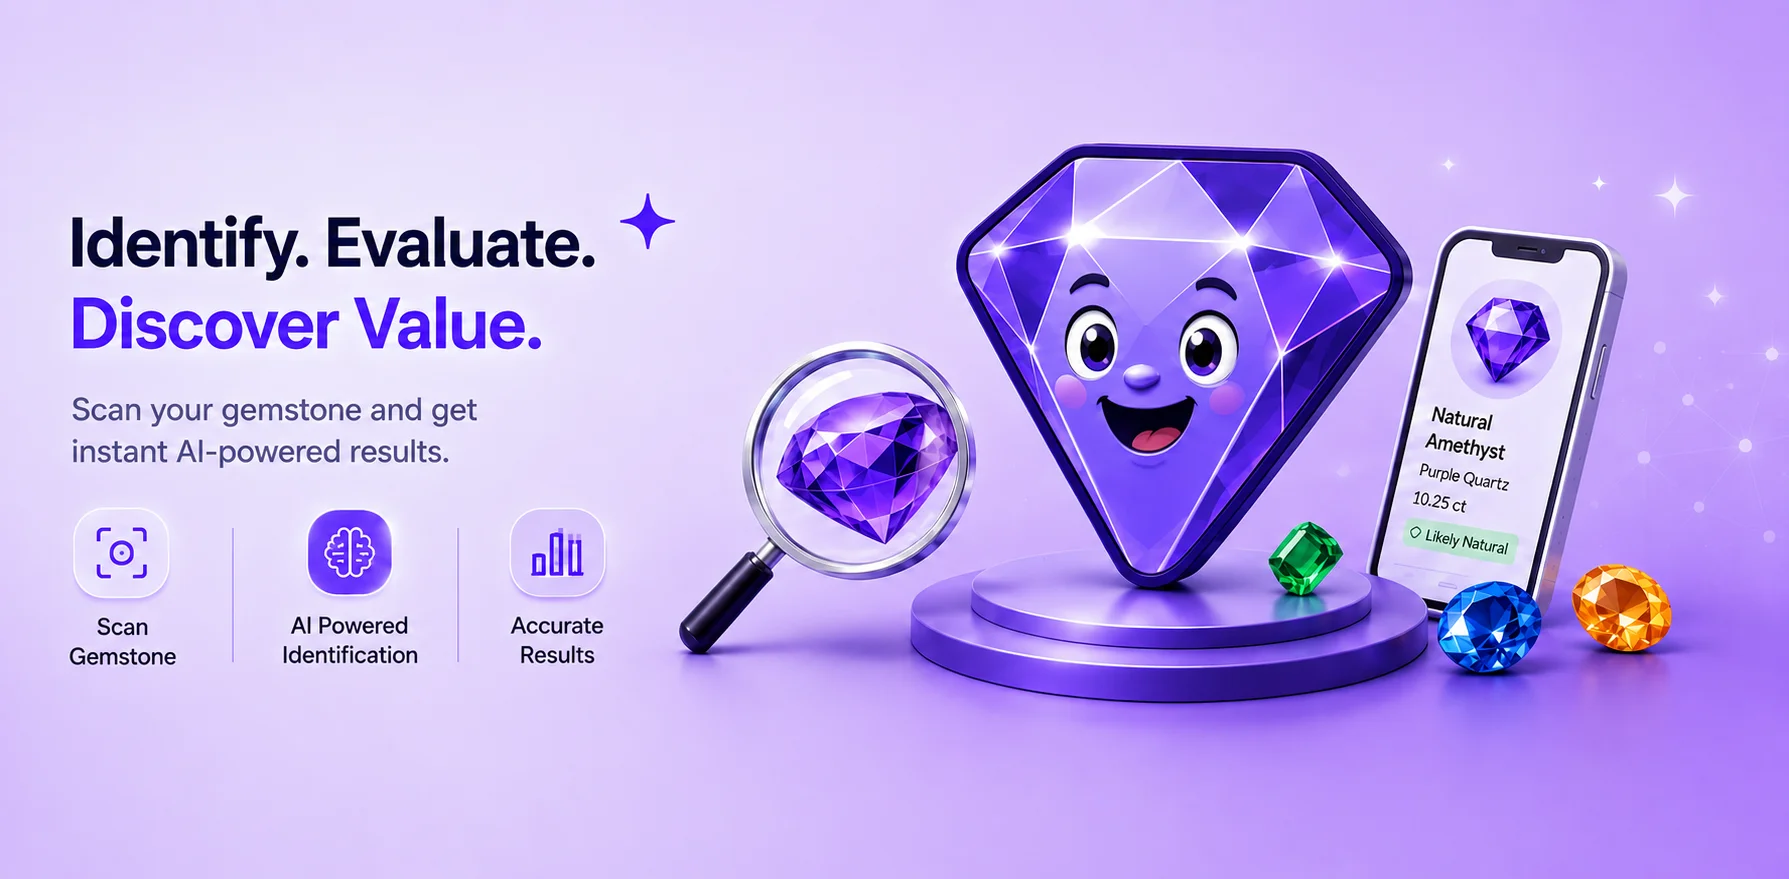 Identify. Evaluate.
Discover Value.
Scan your gemstone and get
instant AI-powered results.
Scan
Gemstone
AI Powered
Identification
Accurate
Results
Natural
Amethyst
Purple Quartz
10.25 ct
Likely Natural